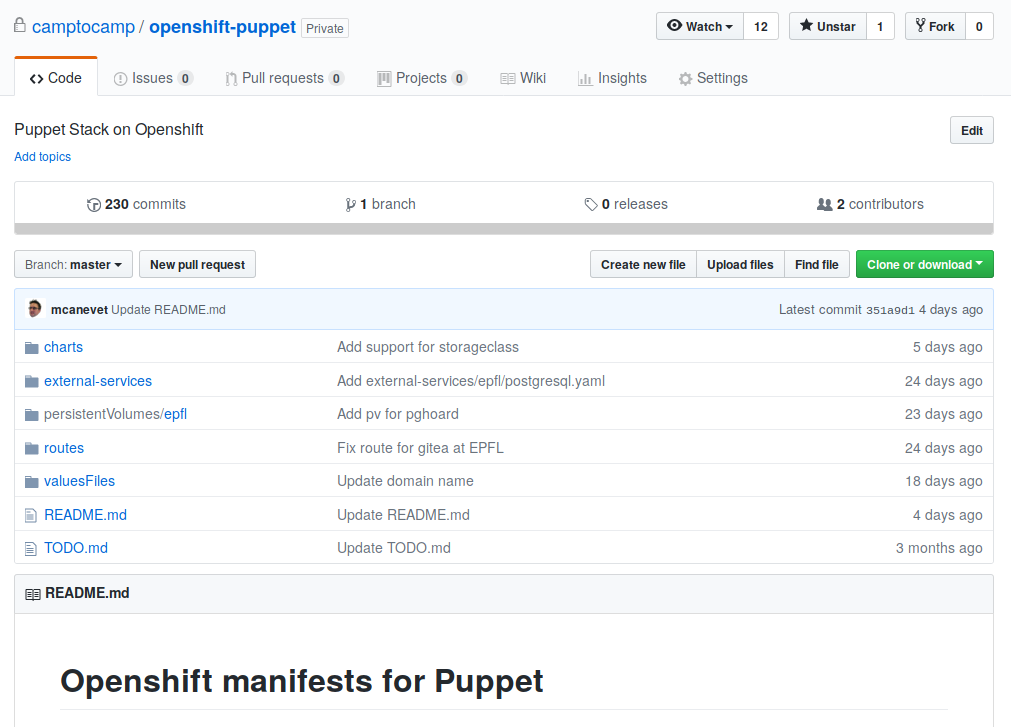 camptocamp / openshift-puppet Private Watch 12 Unstar 1 Fork 0
Code Issues 0 Pull requests 0 Projects 0 Wiki Insights Settings
Puppet Stack on Openshift Edit
Add topics
230 commits 1 branch 0 releases 2 contributors
Branch: master New pull request Create new file Upload files Find file Clone or download
mcanevet Update README.md Latest commit 351a9d1 4 days ago
charts Add support for storageclass 5 days ago
external-services Add external-services/epfl/postgresql.yaml 24 days ago
persistentVolumes/epfl Add pv for pghoard 23 days ago
routes Fix route for gitea at EPFL 24 days ago
valuesFiles Update domain name 18 days ago
README.md Update README.md 4 days ago
TODO.md Update TODO.md 3 months ago
README.md
Openshift manifests for Puppet